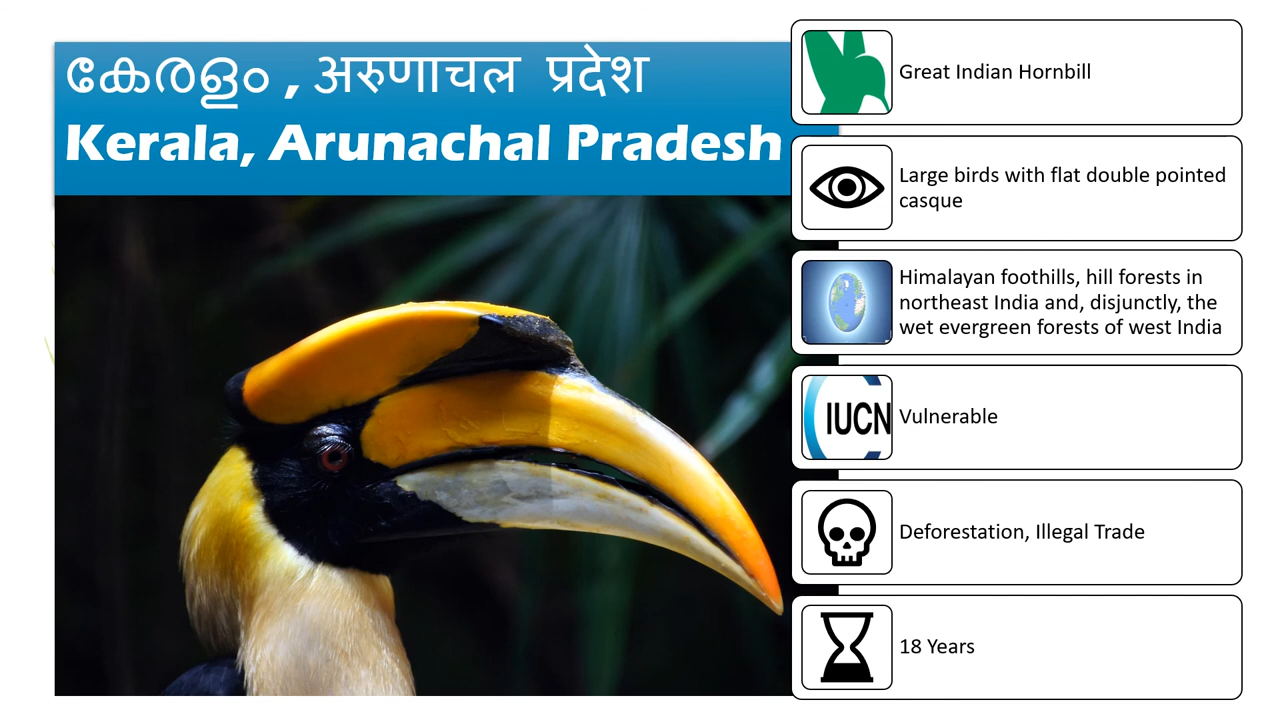 കേരളം , अरुणाचल प्रदेश
Kerala, Arunachal Pradesh
Great Indian Hornbill
Large birds with flat double pointed
casque
Himalayan foothills, hill forests in
northeast India and, disjunctly, the
wet evergreen forests of west India
IUCN
Vulnerable
Deforestation, Illegal Trade
18 Years